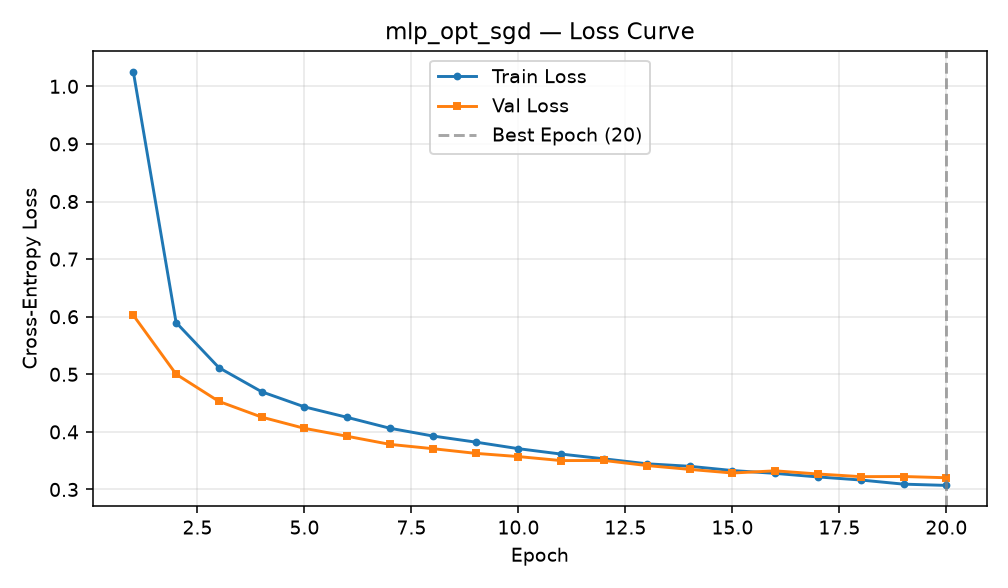 mlp_opt_sgd — Loss Curve
Train Loss
Val Loss
Best Epoch (20)
Cross-Entropy Loss
1.0
0.9
0.8
0.7
0.6
0.5
0.4
0.3
2.5 5.0 7.5 10.0 12.5 15.0 17.5 20.0
Epoch